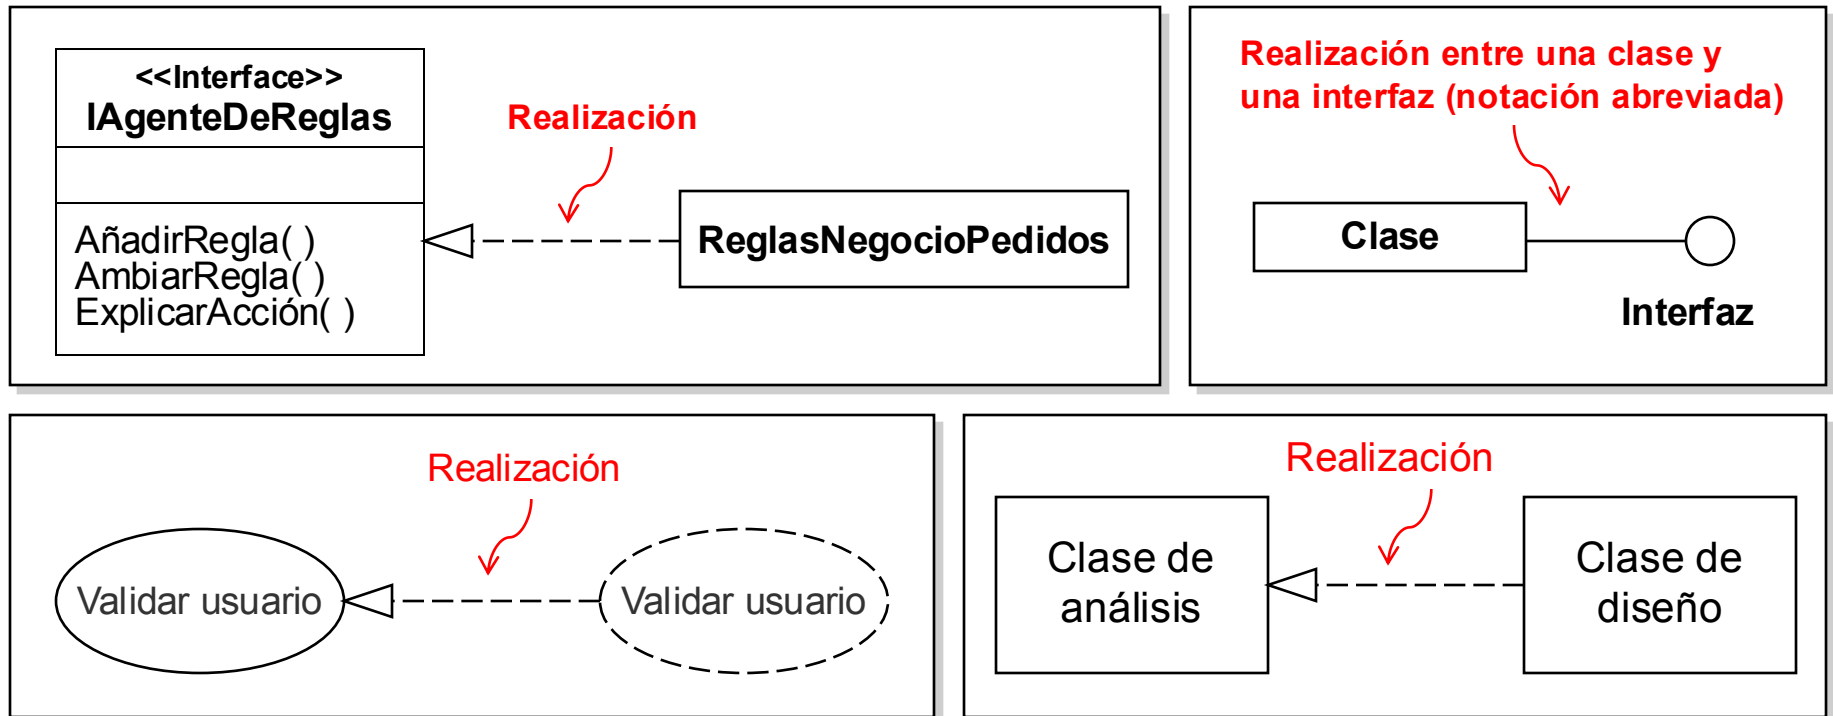 <<Interface>>
IAgenteDeReglas
AñadirRegla( )
AmbiarRegla( )
ExplicarAcción( )
Realización
ReglasNegocioPedidos
Realización entre una clase y
una interfaz (notación abreviada)
Clase
Interfaz
Realización
Validar usuario
Validar usuario
Realización
Clase de
análisis
Clase de
diseño